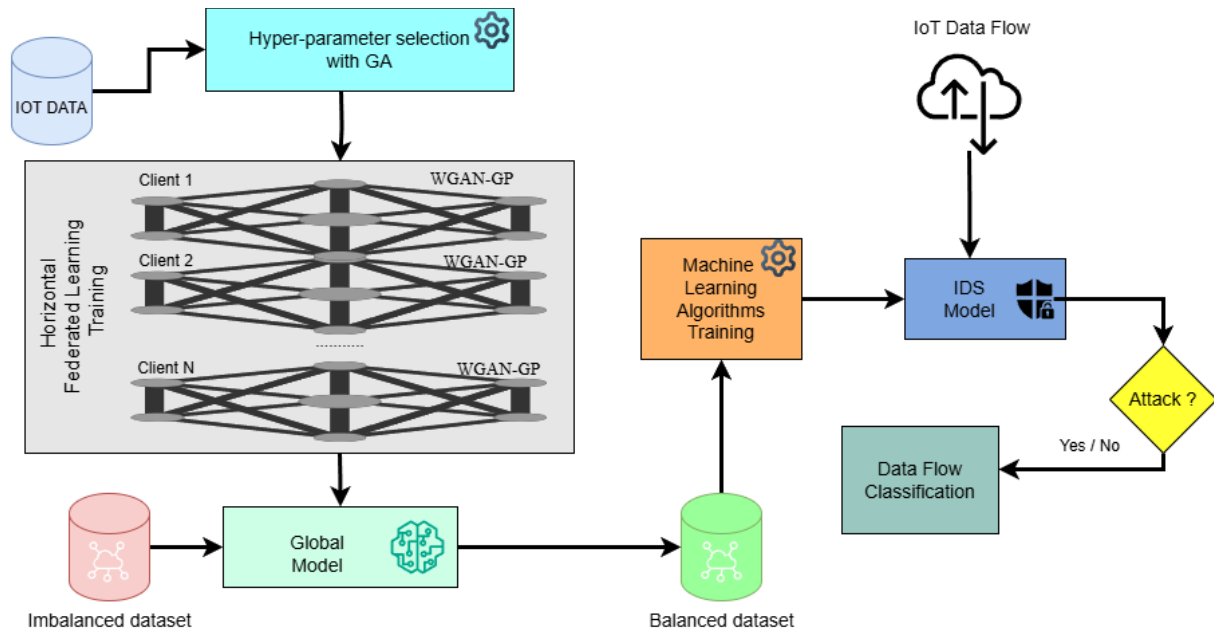 IOT DATA
Hyper-parameter selection
with GA
IoT Data Flow
Horizontal
Federated Learning
Training
Client 1
WGAN-GP
Client 2
WGAN-GP
..........
Client N
WGAN-GP
Machine
Learning
Algorithms
Training
IDS
Model
Attack ?
Yes / No
Data Flow
Classification
Global
Model
Imbalanced dataset
Balanced dataset